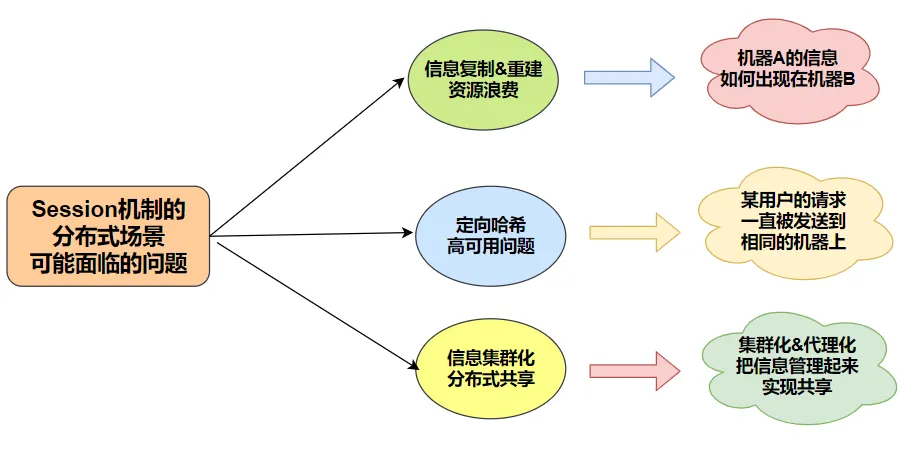 Session机制的
分布式场景
可能面临的问题
信息复制&重建
资源浪费
机器A的信息
如何出现在机器B
定向哈希
高可用问题
某用户的请求
一直被发送到
相同的机器上
信息集群化
分布式共享
集群化&代理化
把信息管理起来
实现共享